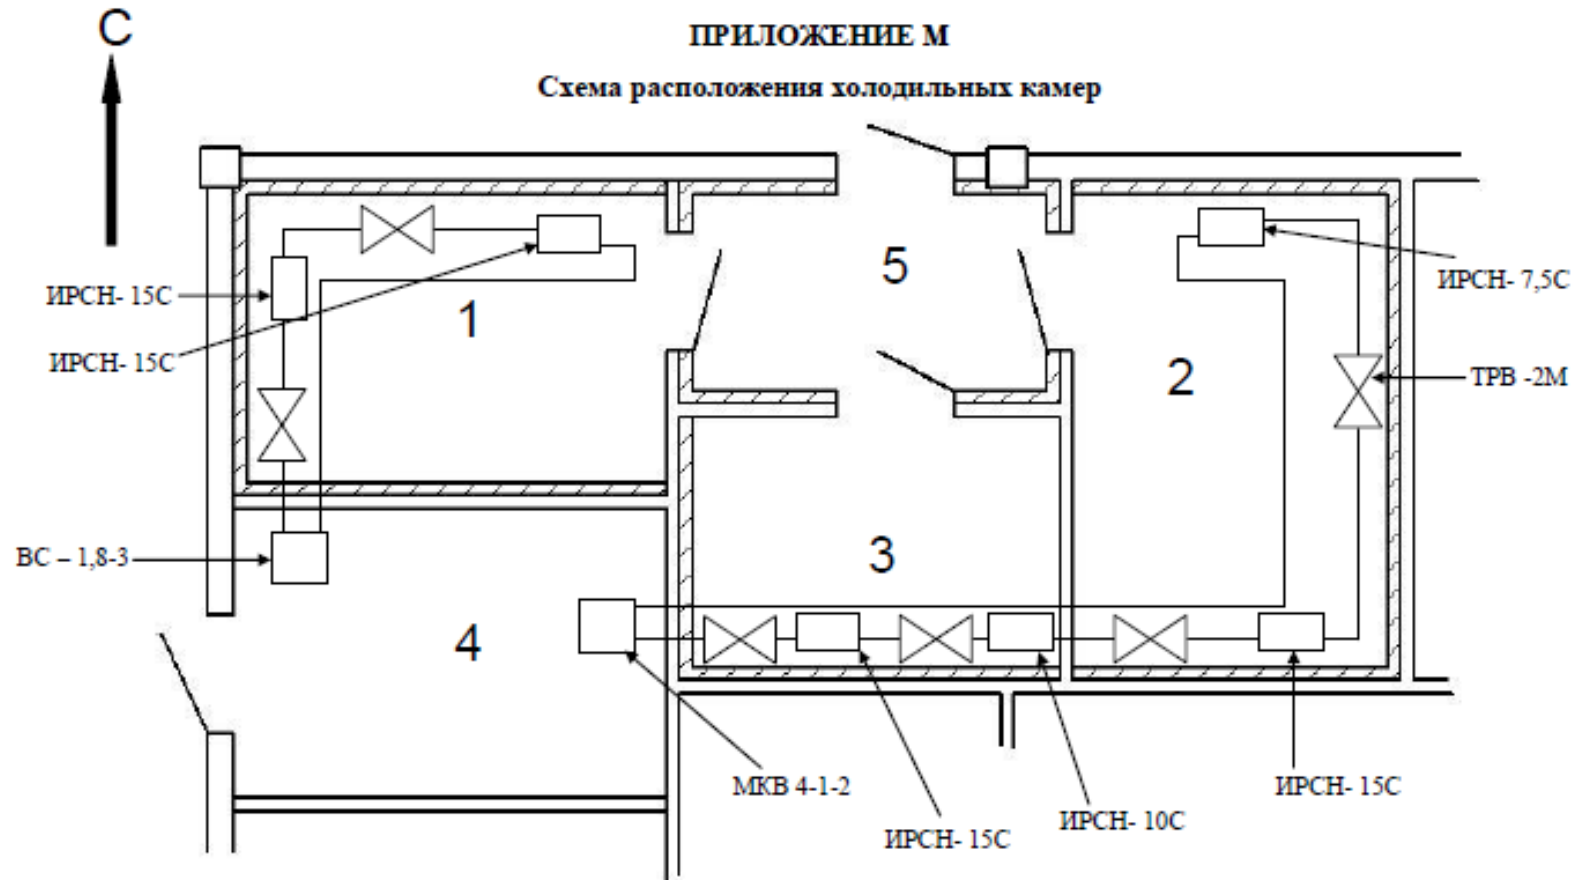 С
ПРИЛОЖЕНИЕ М
Схема расположения холодильных камер
5
ИРСН- 7,5С
ИРСН- 15С
1
ИРСН- 15С
2
ТРВ -2М
ВС – 1,8-3
3
4
МКВ 4-1-2
ИРСН- 15С
ИРСН- 10С
ИРСН- 15С